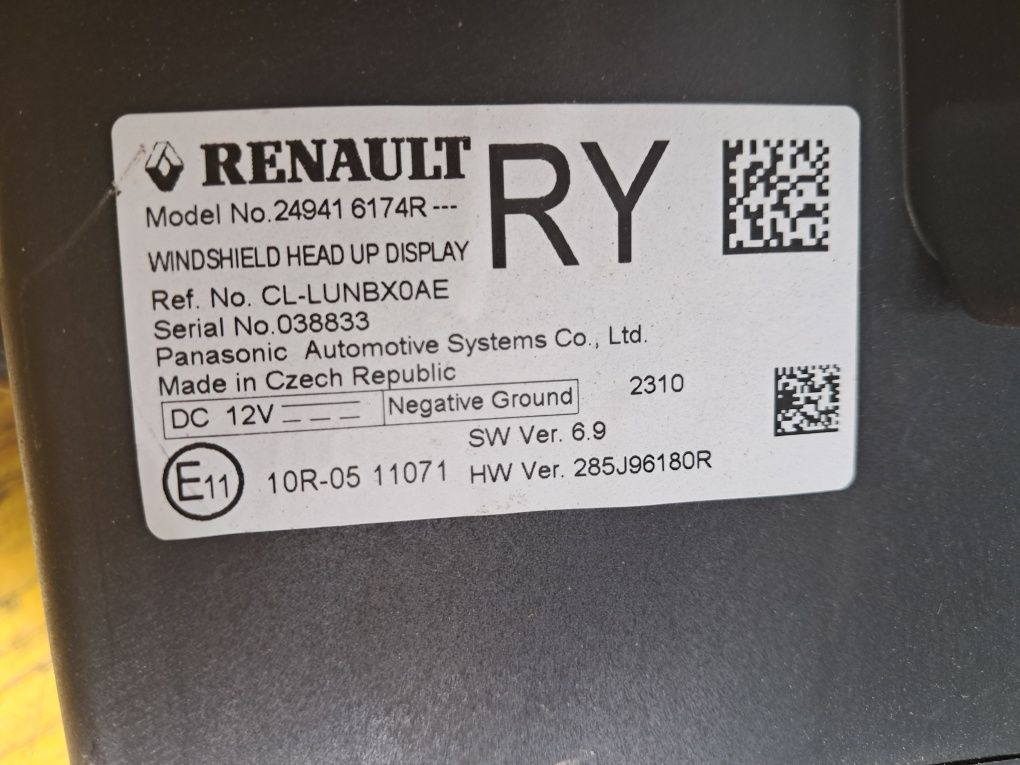 RENAULT
RY
Model No.24941 6174R ---
WINDSHIELD HEAD UP DISPLAY
Ref. No. CL-LUNBX0AE
Serial No.038833
Panasonic Automotive Systems Co., Ltd.
Made in Czech Republic
2310
DC 12V
Negative Ground
SW Ver. 6.9
E11 10R-05 11071
HW Ver. 285J96180R